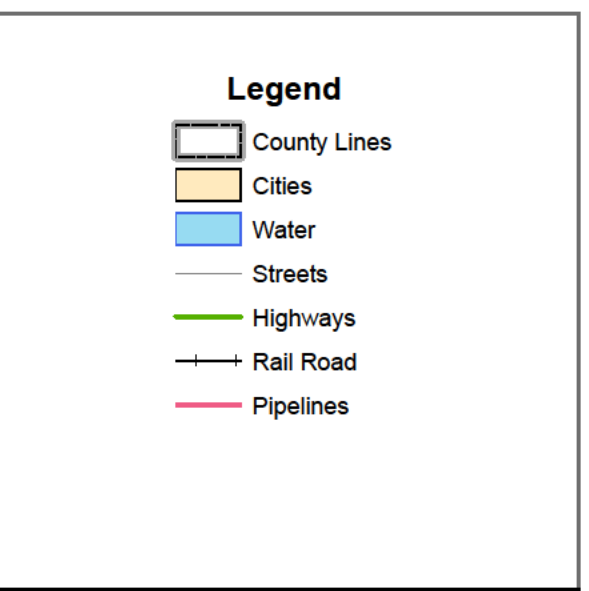 Legend
County Lines
Cities
Water
Streets
Highways
Rail Road
Pipelines